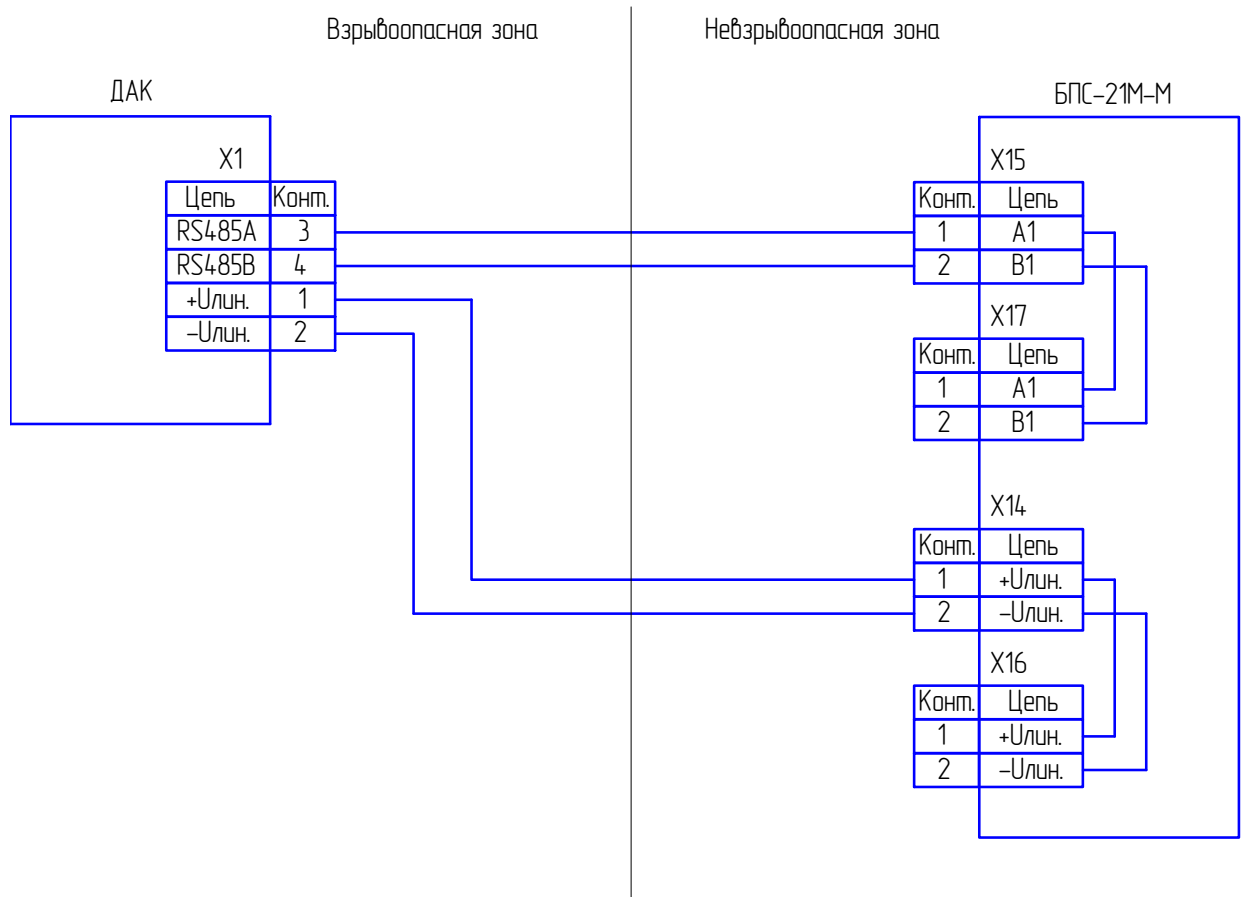 Взрывоопасная зона
Невзрывоопасная зона
ДАК
БПС-21М-М
X1
Цепь Конт.
RS485A 3
RS485B 4
+Uлин. 1
-Uлин. 2
X15
Конт. Цепь
1 A1
2 B1
X17
Конт. Цепь
1 A1
2 B1
X14
Конт. Цепь
1 +Uлин.
2 -Uлин.
X16
Конт. Цепь
1 +Uлин.
2 -Uлин.